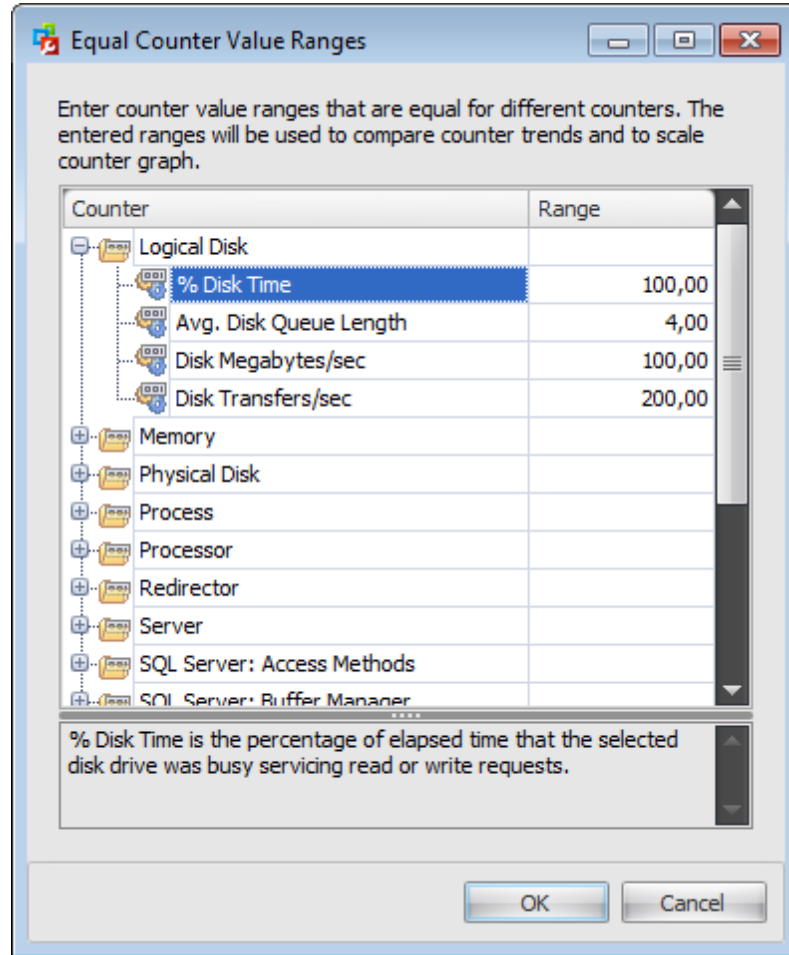 Equal Counter Value Ranges
Enter counter value ranges that are equal for different counters. The
entered ranges will be used to compare counter trends and to scale
counter graph.
Counter Range
Logical Disk
% Disk Time 100,00
Avg. Disk Queue Length 4,00
Disk Megabytes/sec 100,00
Disk Transfers/sec 200,00
Memory
Physical Disk
Process
Processor
Redirector
Server
SQL Server: Access Methods
SQL Server: Buffer Manager
% Disk Time is the percentage of elapsed time that the selected
disk drive was busy servicing read or write requests.
OK Cancel